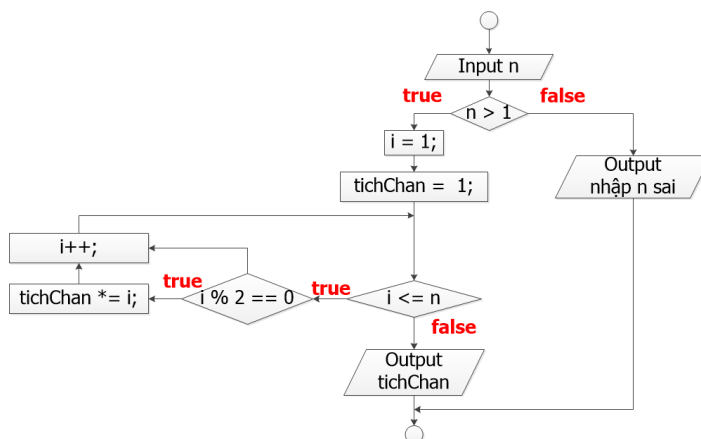 Input n
true
false
n > 1
i = 1;
Output
nhập n sai
tichChan = 1;
i++;
true
true
tichChan *= i;
i % 2 == 0
i <= n
false
Output
tichChan